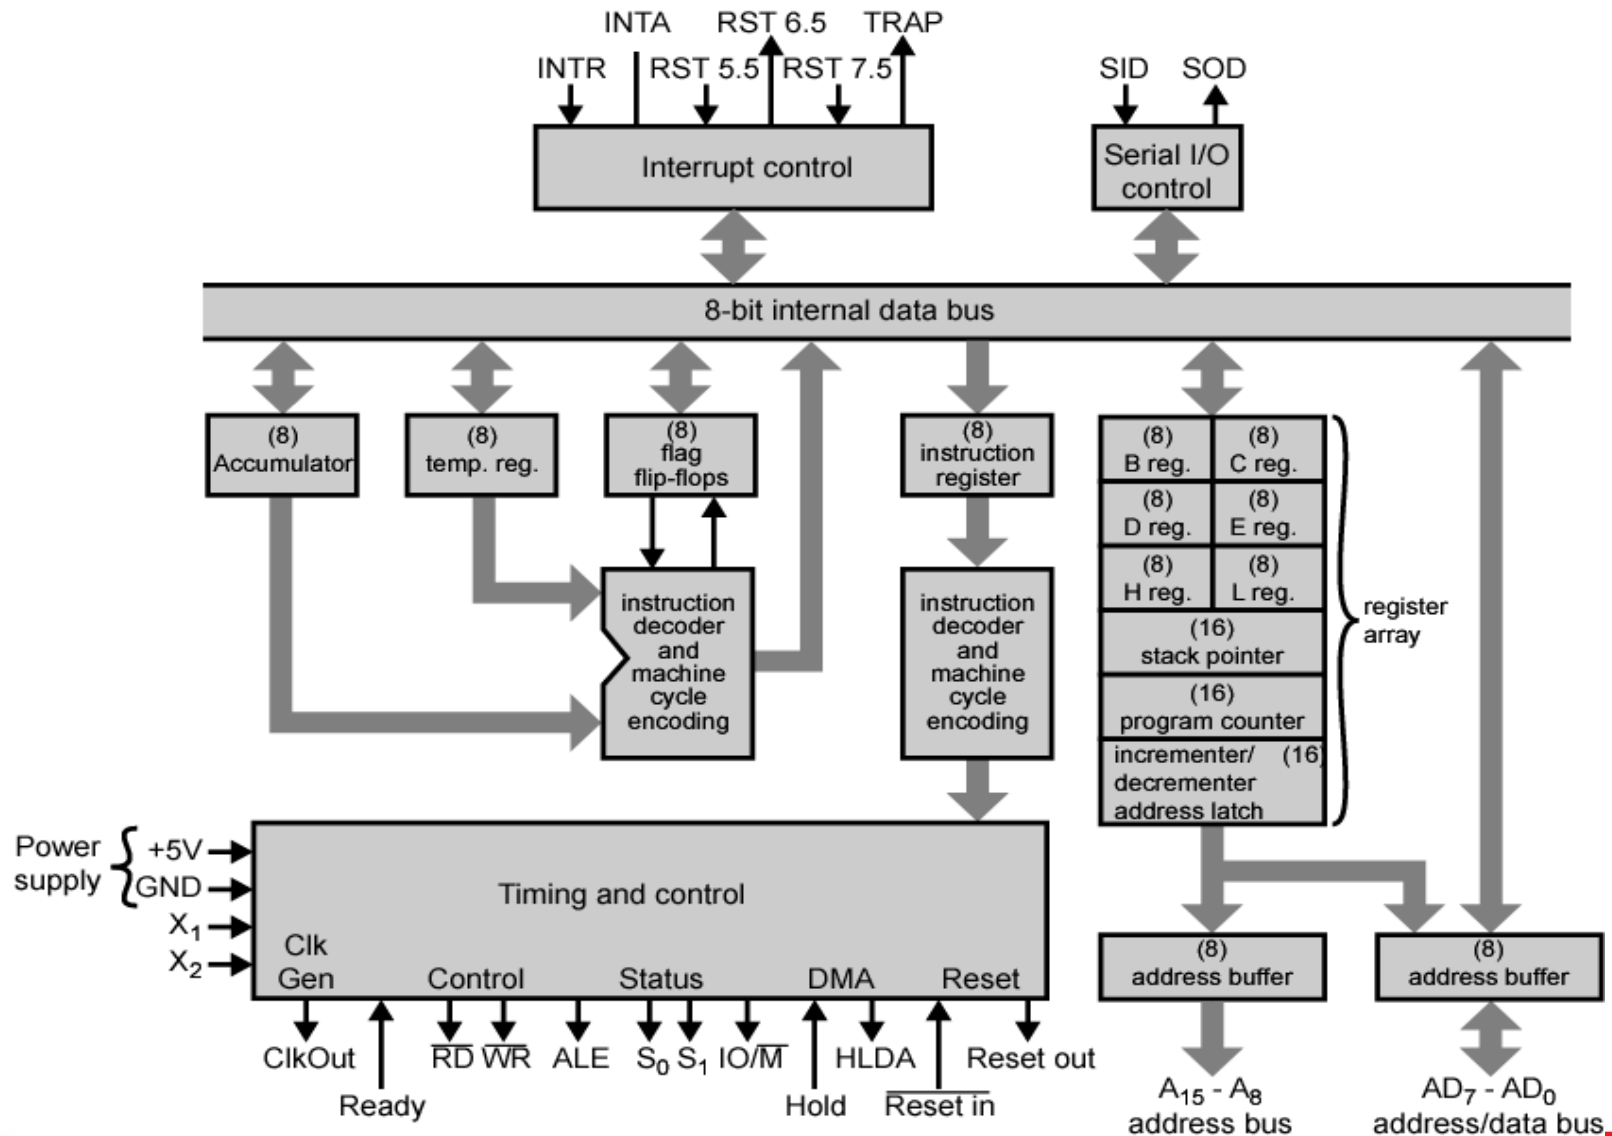 INTA RST 6.5 TRAP
INTR RST 5.5 RST 7.5 SID SOD
Interrupt control
Serial I/O
control
8-bit internal data bus
(8)
Accumulator
(8)
temp. reg.
(8)
flag
flip-flops
(8)
instruction
register
(8)
B reg.
(8)
C reg.
(8)
D reg.
(8)
E reg.
(8)
H reg.
(8)
L reg.
(16)
stack pointer
(16)
program counter
incrementer/ (16)
decrementer
address latch
register
array
instruction
decoder
and
machine
cycle
encoding
instruction
decoder
and
machine
cycle
encoding
Power
supply
+5V
GND
X1
X2
Timing and control
Clk
Gen
Control
Status
DMA
Reset
ClkOut
Ready
R̅D̅
W̅R̅
ALE
S0
S1
IO/M̅
Hold
HLDA
R̅e̅s̅e̅t̅ ̅i̅n̅
Reset out
(8)
address buffer
(8)
address buffer
A15 - A8
address bus
AD7 - AD0
address/data bus